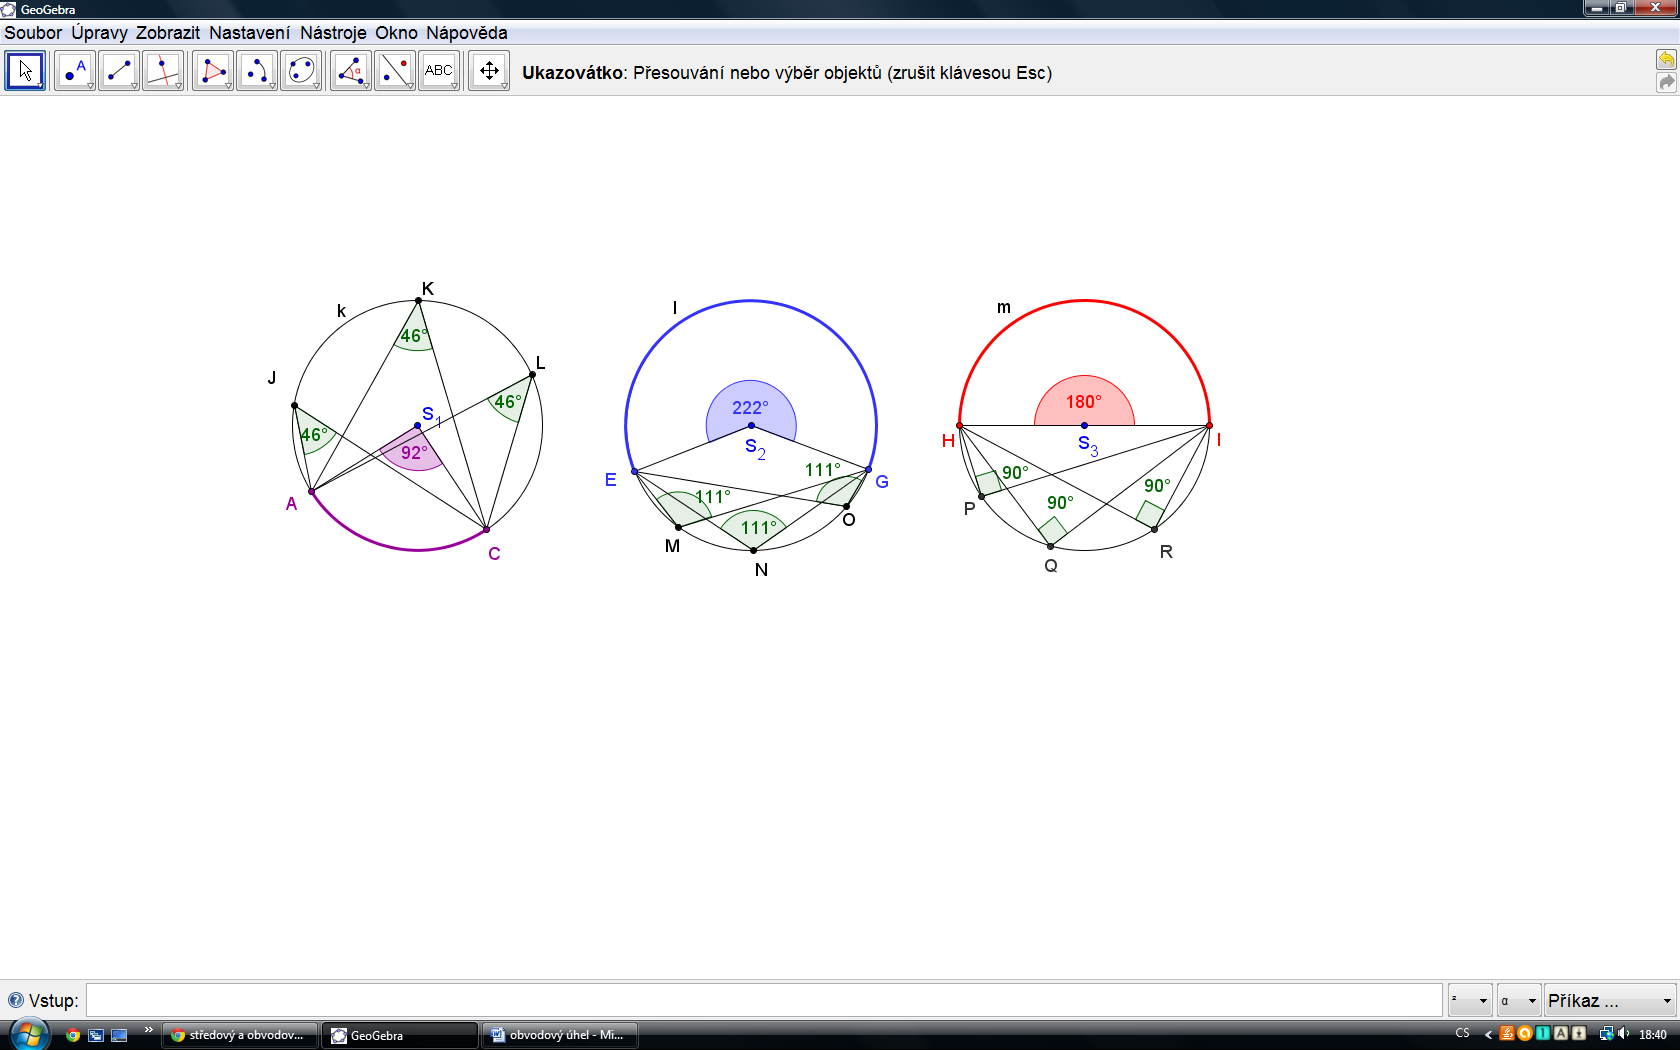 GeoGebra
Soubor Úpravy Zobrazit Nastavení Nástroje Okno Nápověda
A
α
ABC
Ukazovátko: Přesouvání nebo výběr objektů (zrušit klávesou Esc)
k
K
46°
J
L
46°
S1
46°
92°
A
C
l
222°
S2
E
G
111°
111°
111°
M
N
O
m
180°
H
S3
I
90°
90°
90°
P
Q
R
Vstup:
²
α
Příkaz ...
»
středový a obvodov...
GeoGebra
obvodový úhel - Mi...
CS
<
1
A
18:40